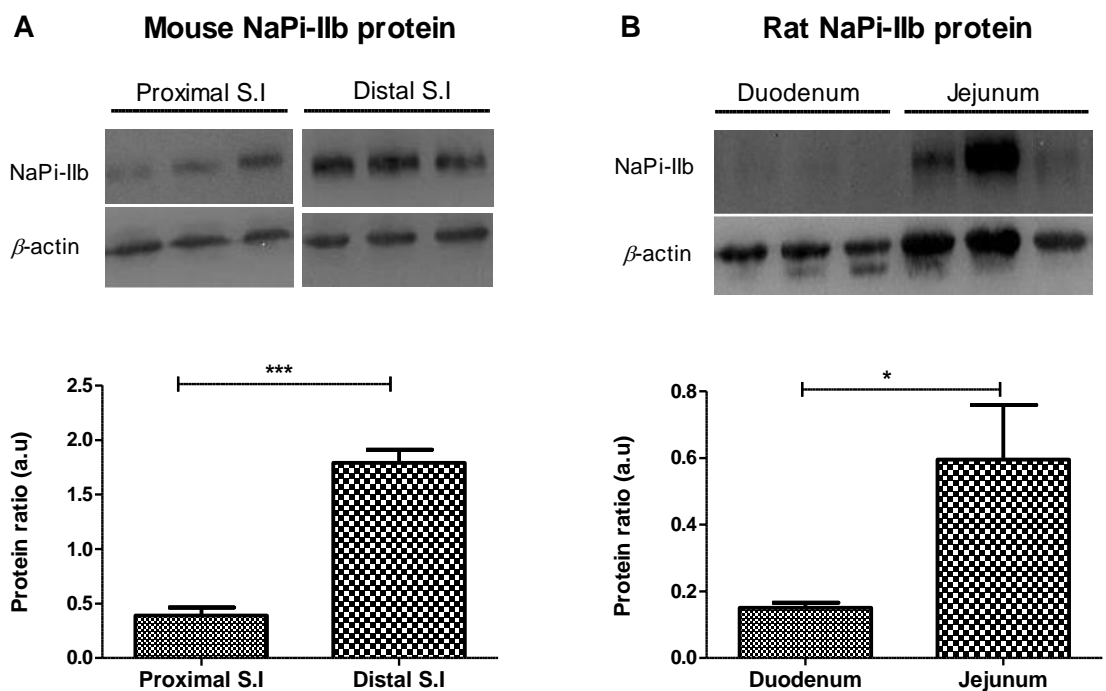 A Mouse NaPi-IIb protein
Proximal S.I Distal S.I
NaPi-IIb
β-actin
***
Protein ratio (a.u)
2.5
2.0
1.5
1.0
0.5
0.0
Proximal S.I Distal S.I
B Rat NaPi-IIb protein
Duodenum Jejunum
NaPi-IIb
β-actin
*
Protein ratio (a.u)
0.8
0.6
0.4
0.2
0.0
Duodenum Jejunum